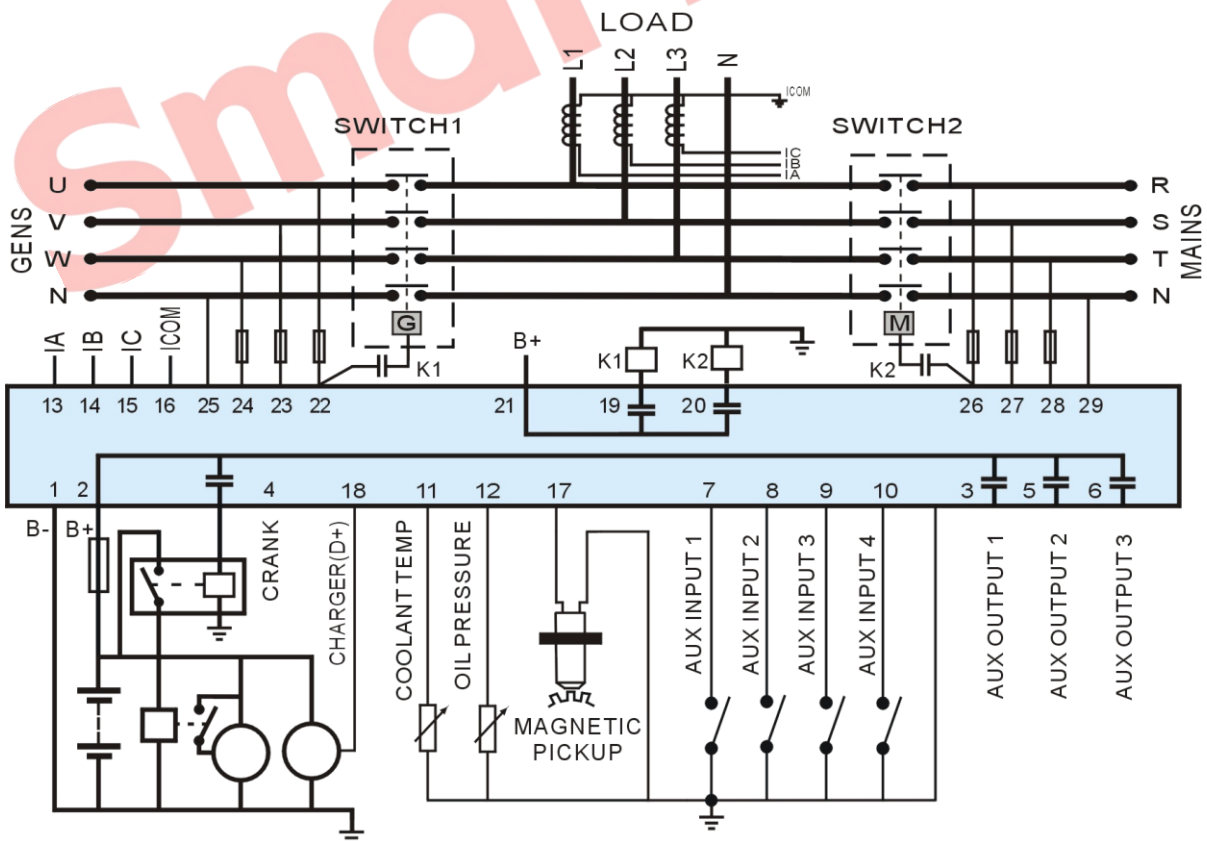 Smar
LOAD
L1
L2
L3
N
ICOM
SWITCH1
SWITCH2
IC
IB
IA
GENS
U
V
W
N
R
S
T
N
MAINS
IA
IB
IC
ICOM
G
K1
B+
K1
K2
M
K2
13 14 15 16 25 24 23 22 21 19 20 26 27 28 29
1 2 4 18 11 12 17 7 8 9 10 3 5 6
B-
B+
CRANK
CHARGER(D+)
COOLANT TEMP
OIL PRESSURE
MAGNETIC
PICKUP
AUX INPUT 1
AUX INPUT 2
AUX INPUT 3
AUX INPUT 4
AUX OUTPUT 1
AUX OUTPUT 2
AUX OUTPUT 3